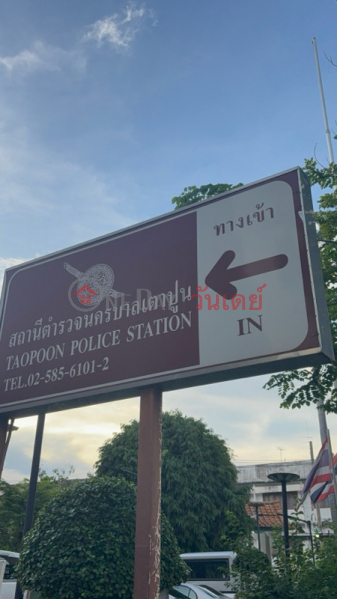 สถานีตำรวจนครบาลเตาปูน
TAOPOON POLICE STATION
TEL.02-585-6101-2
ทางเข้า
IN